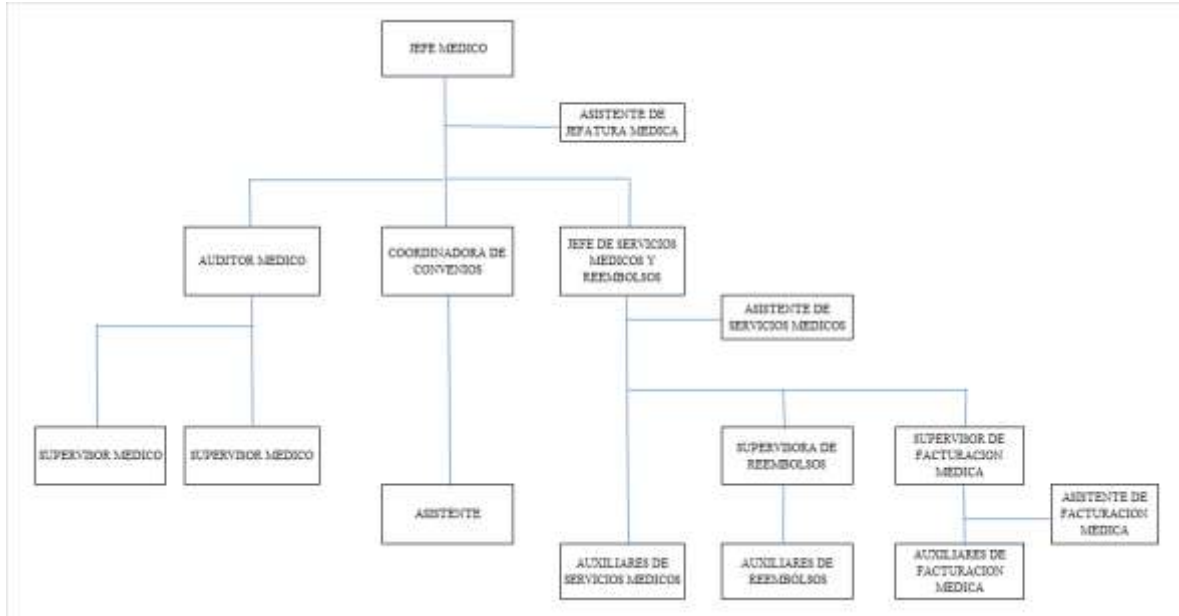 JEFE MEDICO
ASISTENTE DE
JEFATURA MEDICA
AUDITOR MEDICO
COORDINADORA DE
CONVENIOS
JEFE DE SERVICIOS
MEDICOS Y
REEMBOLSOS
ASISTENTE DE
SERVICIOS MEDICOS
SUPERVISOR MEDICO
SUPERVISOR MEDICO
SUPERVISORA DE
REEMBOLSOS
SUPERVISOR DE
FACTURACION
MEDICA
ASISTENTE
ASISTENTE DE
FACTURACION
MEDICA
AUXILIARES DE
SERVICIOS MEDICOS
AUXILIARES DE
REEMBOLSOS
AUXILIARES DE
FACTURACION
MEDICA